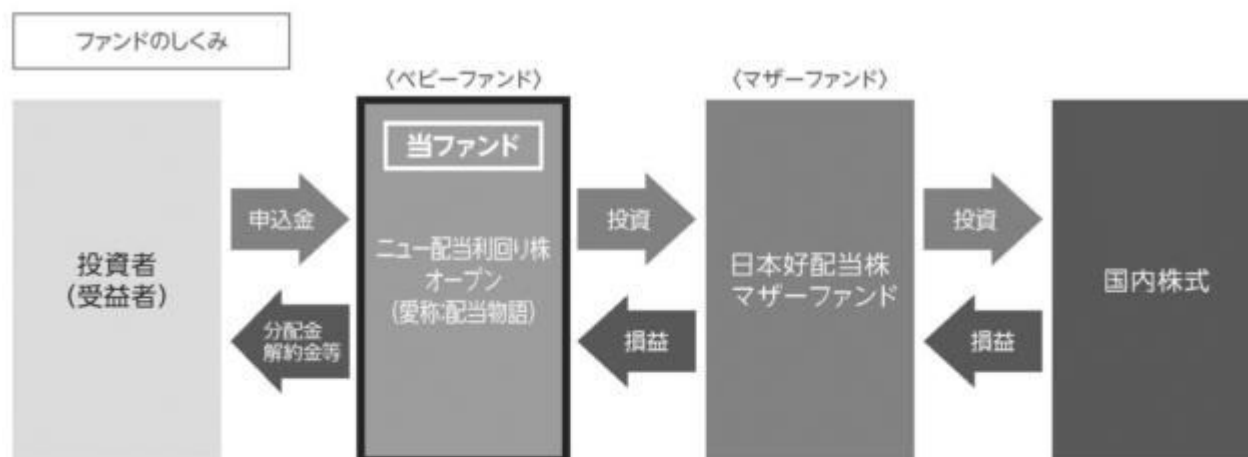 ファンドのしくみ
〈ベビーファンド〉
〈マザーファンド〉
投資者
(受益者)
申込金
分配金
解約金等
当ファンド
ニュー配当利回り株
オープン
(愛称:配当物語)
投資
損益
日本好配当株
マザーファンド
投資
損益
国内株式